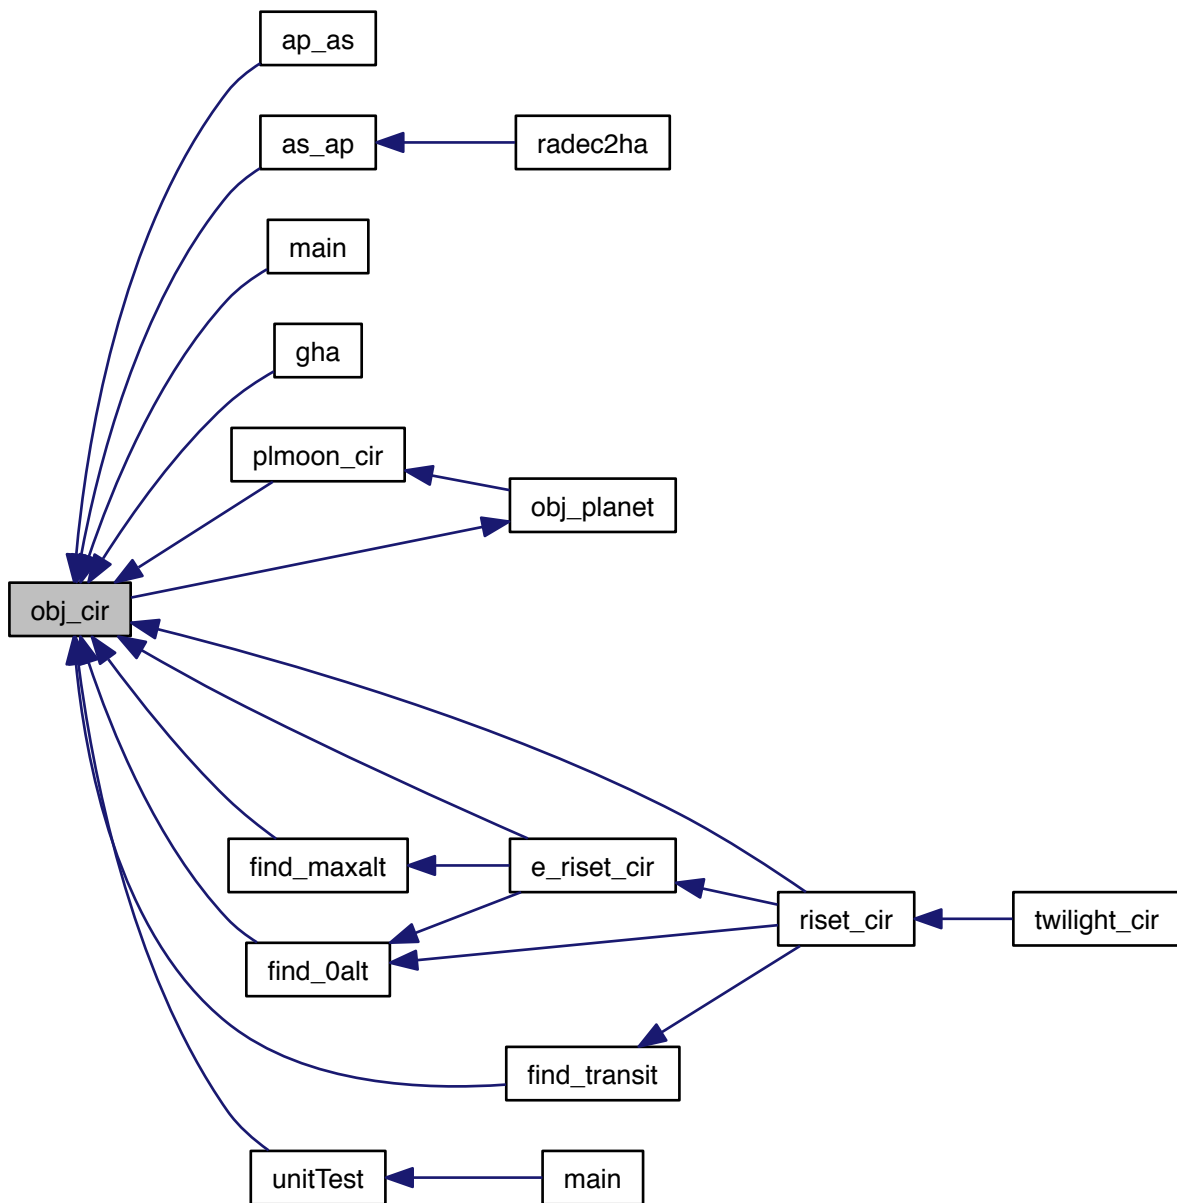 ap_as
as_ap
radec2ha
main
gha
plmoon_cir
obj_planet
obj_cir
find_maxalt
e_riset_cir
riset_cir
twilight_cir
find_0alt
find_transit
unitTest
main